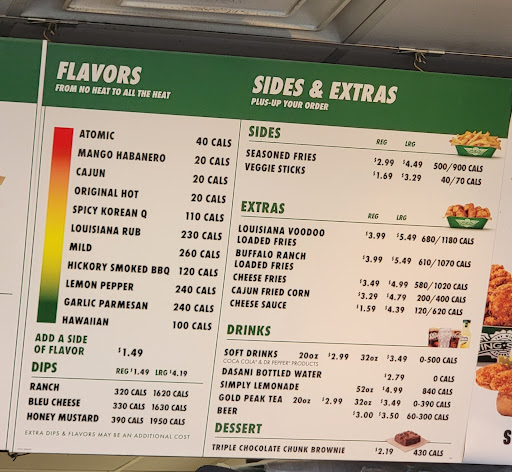 FLAVORS
FROM NO HEAT TO ALL THE HEAT
ATOMIC 40 CALS
MANGO HABANERO 20 CALS
CAJUN 20 CALS
ORIGINAL HOT 20 CALS
SPICY KOREAN Q 110 CALS
LOUISIANA RUB 230 CALS
MILD 260 CALS
HICKORY SMOKED BBQ 120 CALS
LEMON PEPPER 240 CALS
GARLIC PARMESAN 240 CALS
HAWAIIAN 100 CALS
ADD A SIDE
OF FLAVOR $1.49
DIPS REG $1.49 LRG $4.19
RANCH 320 CALS 1620 CALS
BLEU CHEESE 330 CALS 1630 CALS
HONEY MUSTARD 390 CALS 1950 CALS
EXTRA DIPS & FLAVORS MAY BE AN ADDITIONAL COST
SIDES & EXTRAS
PLUS-UP YOUR ORDER
SIDES REG LRG
SEASONED FRIES $2.99 $4.49 500/900 CALS
VEGGIE STICKS $1.69 $3.29 40/70 CALS
EXTRAS REG LRG
LOUISIANA VOODOO
LOADED FRIES $3.99 $5.49 680/1180 CALS
BUFFALO RANCH
LOADED FRIES $3.99 $5.49 610/1070 CALS
CHEESE FRIES $3.49 $4.99 580/1020 CALS
CAJUN FRIED CORN $3.29 $4.79 200/400 CALS
CHEESE SAUCE $1.59 $4.39 120/620 CALS
DRINKS
SOFT DRINKS 20oz $2.99 32oz $3.49 0-500 CALS
COCA COLA® & DR PEPPER® PRODUCTS
DASANI BOTTLED WATER $2.79 0 CALS
SIMPLY LEMONADE 52oz $4.99 840 CALS
GOLD PEAK TEA 20oz $2.99 32oz $3.49 0-390 CALS
BEER $3.00 $3.50 60-300 CALS
DESSERT
TRIPLE CHOCOLATE CHUNK BROWNIE $2.19 430 CALS